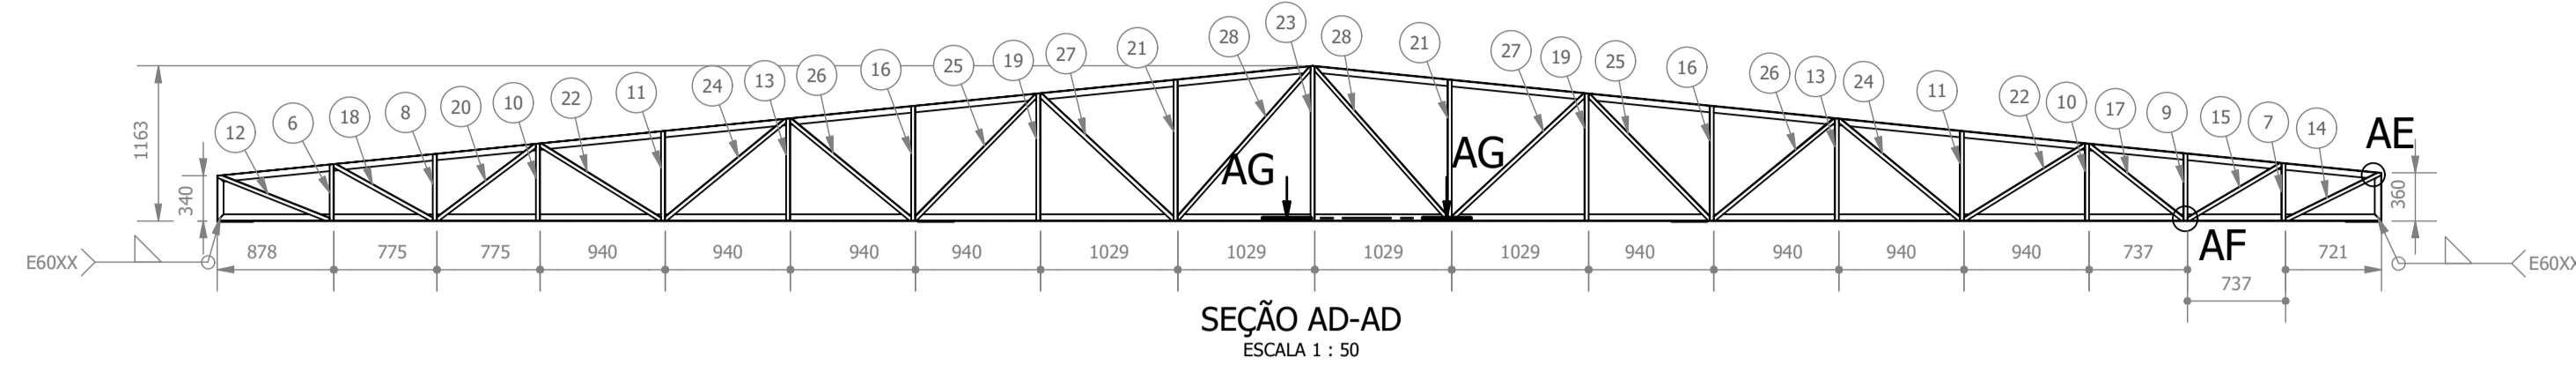 12 6 18 8 20 10 22 11 24 13 26 16 25 19 27 21 28 23 28 21 27 19 25 16 26 13 24 11 22 10 17 9 15 7 14
AE
1163
340
AG
AG
360
E60XX
AF
E60XX
878 775 775 940 940 940 940 1029 1029 1029 1029 940 940 940 940 737 721
737
SEÇÃO AD-AD
ESCALA 1 : 50